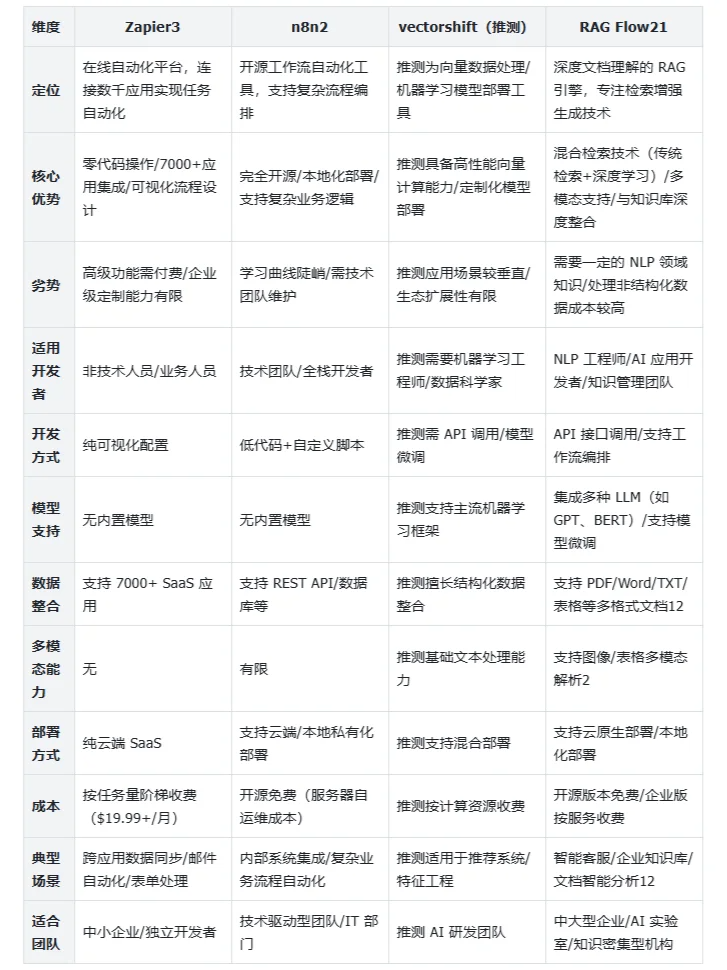 维度 Zapier3 n8n2 vectorshift（推测） RAG Flow21
定位
在线自动化平台，连
接数千应用实现任务
自动化
开源工作流自动化工
具，支持复杂流程编
排
推测为向量数据处理/
机器学习模型部署工
具
深度文档理解的 RAG
引擎，专注检索增强
生成技术
核心
优势
零代码操作/7000+应
用集成/可视化流程设
计
完全开源/本地化部署/
支持复杂业务逻辑
推测具备高性能向量
计算能力/定制化模型
部署
混合检索技术（传统
检索+深度学习）/多
模态支持/与知识库深
度整合
劣势
高级功能需付费/企业
级定制能力有限
学习曲线陡峭/需技术
团队维护
推测应用场景较垂直/
生态扩展性有限
需要一定的 NLP 领域
知识/处理非结构化数
据成本较高
适用
开发
者
非技术人员/业务人员
技术团队/全栈开发者
推测需要机器学习工
程师/数据科学家
NLP 工程师/AI 应用开
发者/知识管理团队
开发
方式
纯可视化配置
低代码+自定义脚本
推测需 API 调用/模型
微调
API 接口调用/支持工
作流编排
模型
支持
无内置模型
无内置模型
推测支持主流机器学
习框架
集成多种 LLM（如
GPT、BERT）/支持模
型微调
数据
整合
支持 7000+ SaaS 应
用
支持 REST API/数据
库等
推测擅长结构化数据
整合
支持 PDF/Word/TXT/
表格等多格式文档12
多模
态能
力
无
有限
推测基础文本处理能
力
支持图像/表格多模态
解析2
部署
方式
纯云端 SaaS
支持云端/本地私有化
部署
推测支持混合部署
支持云原生部署/本地
化部署
成本
按任务量阶梯收费
（$19.99+/月）
开源免费（服务器自
运维成本）
推测按计算资源收费
开源版本免费/企业版
按服务收费
典型
场景
跨应用数据同步/邮件
自动化/表单处理
内部系统集成/复杂业
务流程自动化
推测适用于推荐系统/
特征工程
智能客服/企业知识库/
文档智能分析12
适合
团队
中小企业/独立开发者
技术驱动型团队/IT 部
门
推测 AI 研发团队
中大型企业/AI 实验
室/知识密集型机构